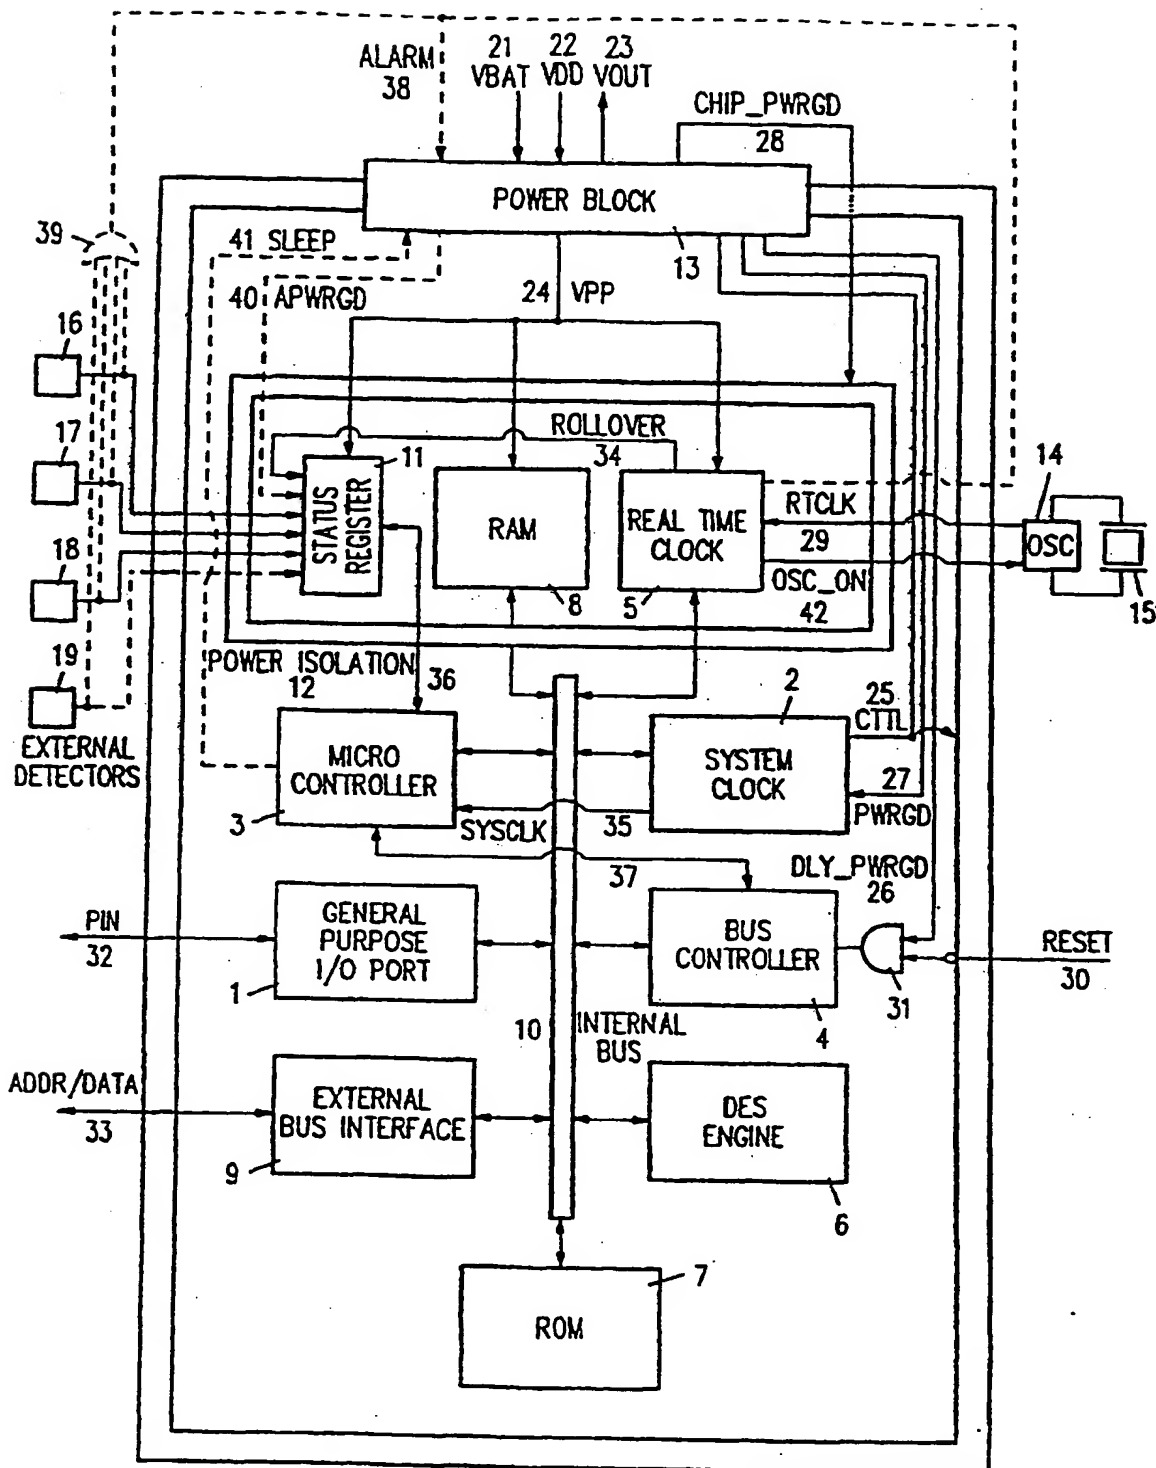 ALARM
38
21
VBAT
22
VDD
23
VOUT
CHIP_PWRGD
28
POWER BLOCK
13
39
41 SLEEP
40 APWRGD
24 VPP
16
17
18
19
EXTERNAL
DETECTORS
ROLLOVER
34
11
STATUS
REGISTER
RAM
8
REAL TIME
CLOCK
5
RTCLK
29
OSC_ON
42
14
OSC
15
POWER ISOLATION
12
36
2
25
CTTL
MICRO
CONTROLLER
3
SYSTEM
CLOCK
27
PWRGD
SYSCLK
35
37
DLY_PWRGD
26
PIN
32
GENERAL
PURPOSE
I/O PORT
1
BUS
CONTROLLER
4
31
RESET
30
10
INTERNAL
BUS
ADDR/DATA
33
EXTERNAL
BUS INTERFACE
9
DES
ENGINE
6
7
ROM